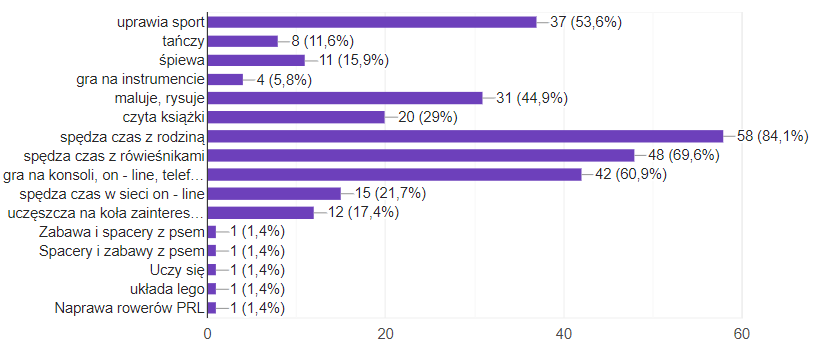 uprawia sport 37 (53,6%)
tańczy 8 (11,6%)
śpiewa 11 (15,9%)
gra na instrumencie 4 (5,8%)
maluje, rysuje 31 (44,9%)
czyta książki 20 (29%)
spędza czas z rodziną 58 (84,1%)
spędza czas z rówieśnikami 48 (69,6%)
gra na konsoli, on - line, telef… 42 (60,9%)
spędza czas w sieci on - line 15 (21,7%)
uczęszcza na koła zainteres… 12 (17,4%)
Zabawa i spacery z psem 1 (1,4%)
Spacery i zabawy z psem 1 (1,4%)
Uczy się 1 (1,4%)
układa lego 1 (1,4%)
Naprawa rowerów PRL 1 (1,4%)
0 20 40 60